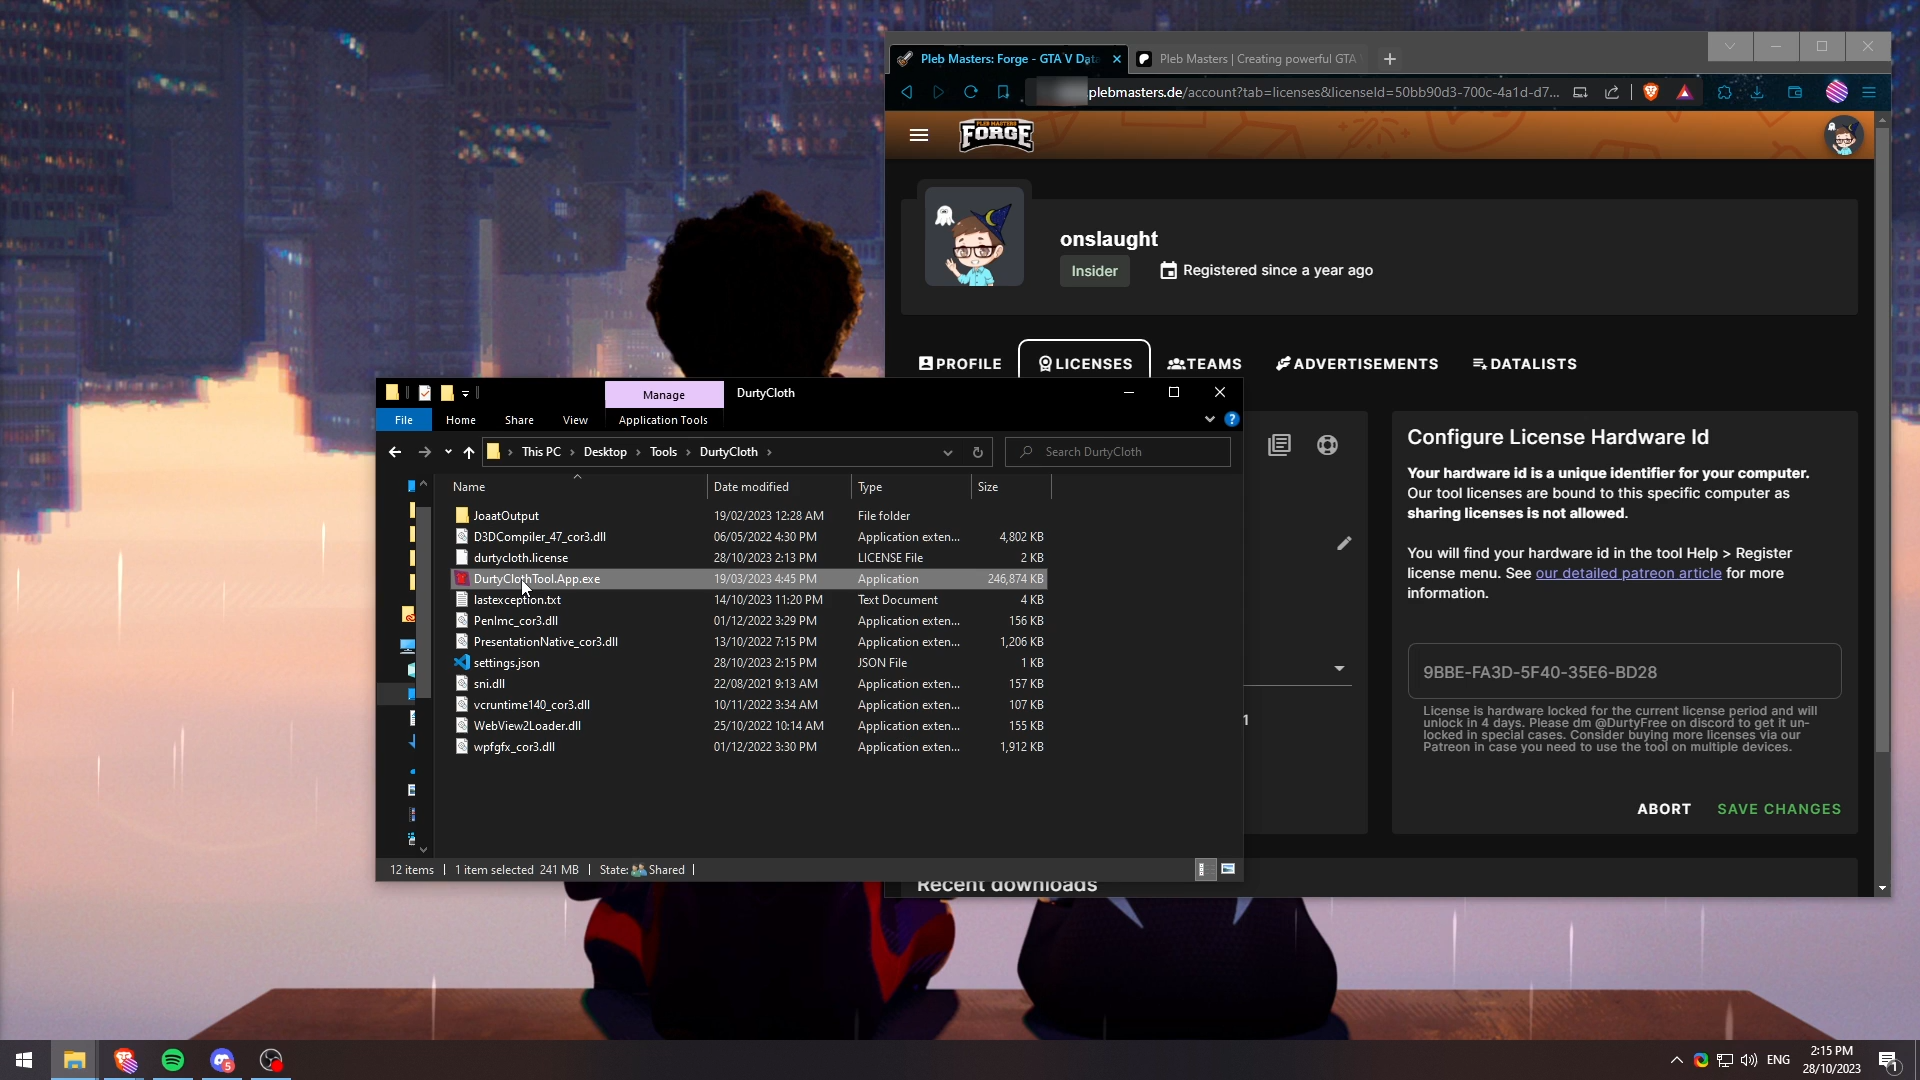 Pleb Masters: Forge - GTA V Data
Pleb Masters | Creating powerful GTA
plebmasters.de/account?tab=licenses&licenseId=50bb90d3-700c-4a1d-d7...
PLEB MASTERS
FORGE
onslaught
Insider
Registered since a year ago
PROFILE
LICENSES
TEAMS
ADVERTISEMENTS
DATALISTS
Manage
DurtyCloth
File
Home
Share
View
Application Tools
This PC
Desktop
Tools
DurtyCloth
Search DurtyCloth
Name
Date modified
Type
Size
JoaatOutput 19/02/2023 12:28 AM File folder
D3DCompiler_47_cor3.dll 06/05/2022 4:30 PM Application exten... 4,802 KB
durtycloth.license 28/10/2023 2:13 PM LICENSE File 2 KB
DurtyClothTool.App.exe 19/03/2023 4:45 PM Application 246,874 KB
lastexception.txt 14/10/2023 11:20 PM Text Document 4 KB
PenImc_cor3.dll 01/12/2022 3:29 PM Application exten... 156 KB
PresentationNative_cor3.dll 13/10/2022 7:15 PM Application exten... 1,206 KB
settings.json 28/10/2023 2:15 PM JSON File 1 KB
sni.dll 22/08/2021 9:13 AM Application exten... 157 KB
vcruntime140_cor3.dll 10/11/2022 3:34 AM Application exten... 107 KB
WebView2Loader.dll 25/10/2022 10:14 AM Application exten... 155 KB
wpfgfx_cor3.dll 01/12/2022 3:30 PM Application exten... 1,912 KB
12 items
1 item selected 241 MB
State: Shared
Configure License Hardware Id
Your hardware id is a unique identifier for your computer.
Our tool licenses are bound to this specific computer as
sharing licenses is not allowed.
You will find your hardware id in the tool Help > Register
license menu. See our detailed patreon article for more
information.
9BBE-FA3D-5F40-35E6-BD28
License is hardware locked for the current license period and will
unlock in 4 days. Please dm @DurtyFree on discord to get it un-
locked in special cases. Consider buying more licenses via our
Patreon in case you need to use the tool on multiple devices.
1
ABORT
SAVE CHANGES
Recent downloads
5
ENG
2:15 PM
28/10/2023
1